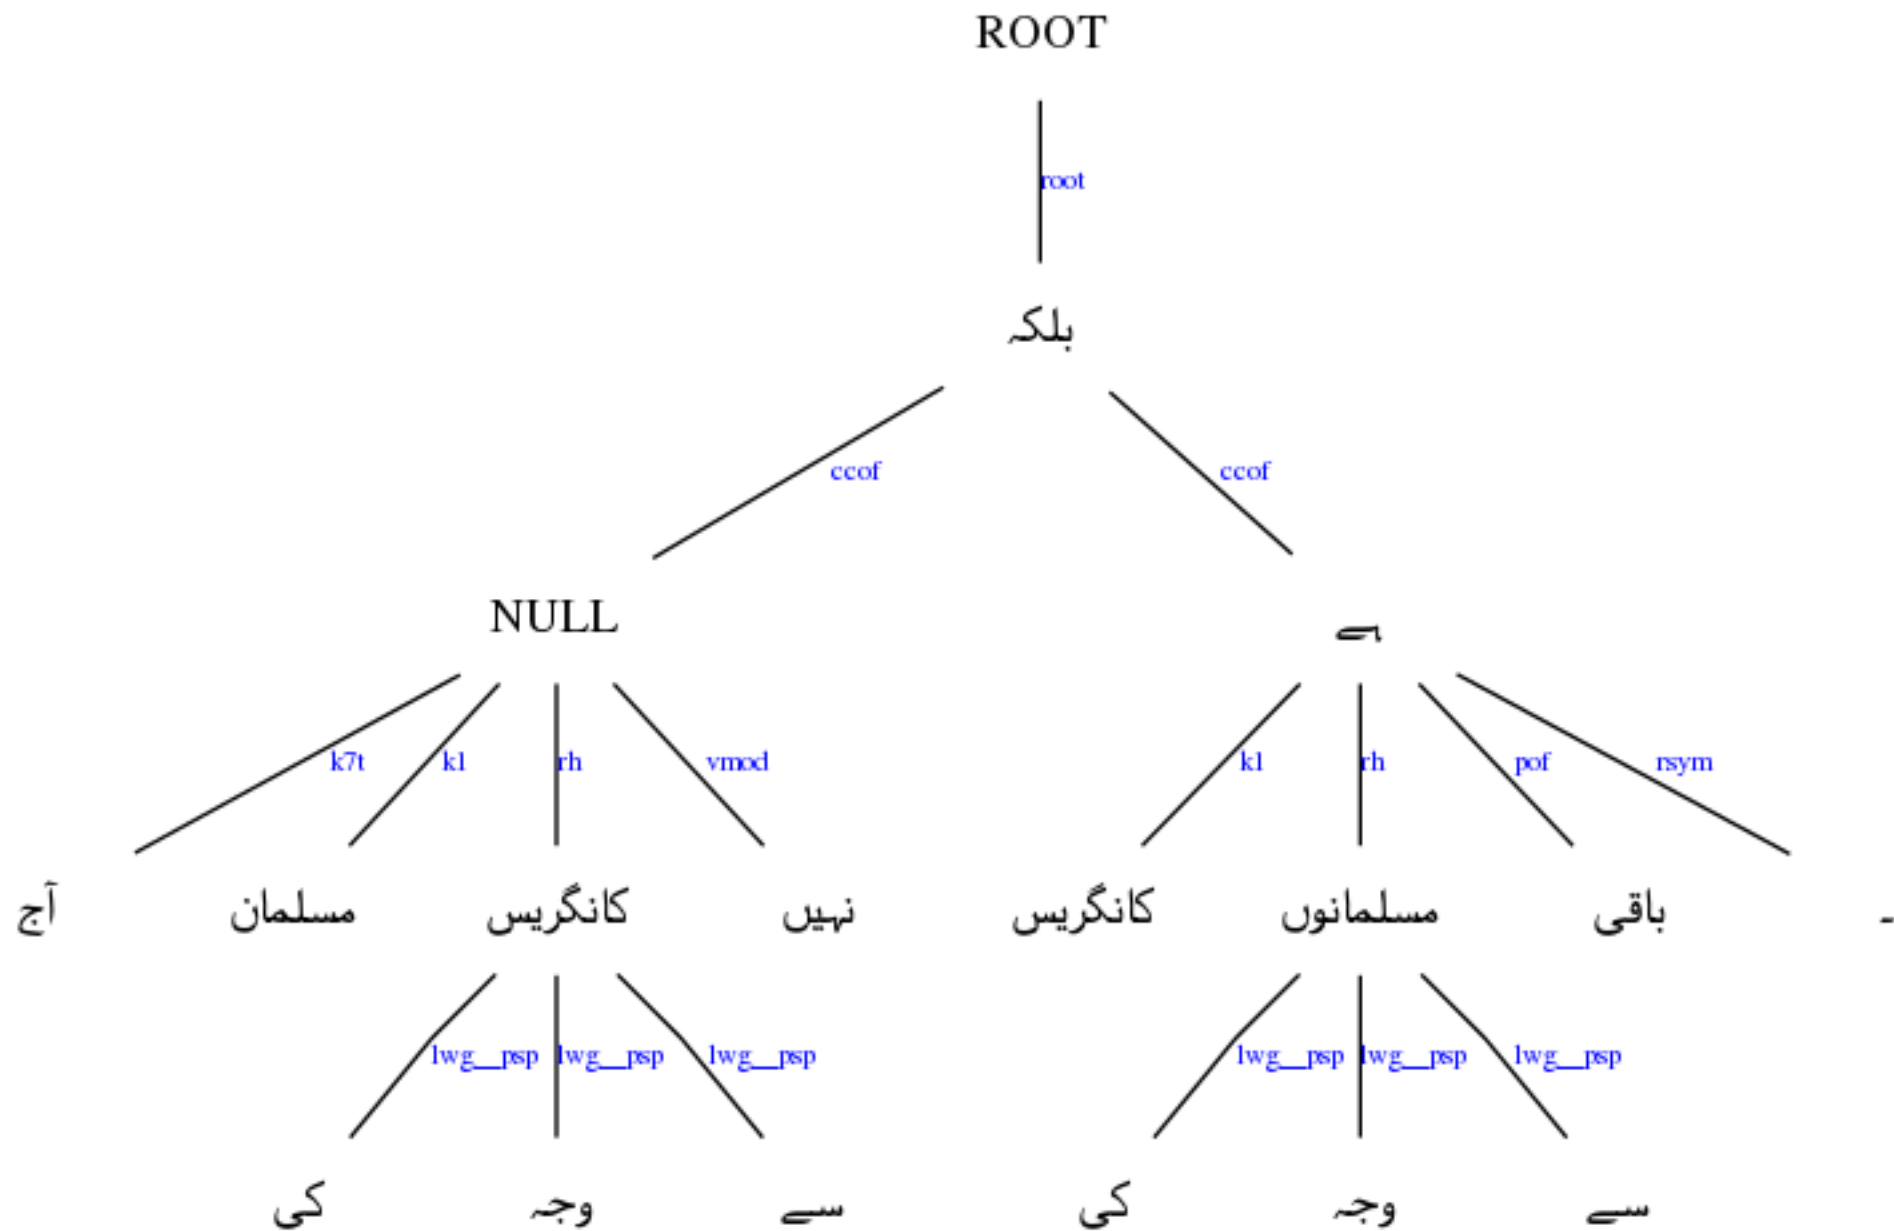 ROOT
root
بلکہ
ccof ccof
NULL ہے
k7t k1 rh vmod k1 rh pof rsym
آج مسلمان کانگریس نہیں کانگریس مسلمانوں باقی ۔
lwg__psp lwg__psp lwg__psp lwg__psp lwg__psp lwg__psp
کی وجہ سے کی وجہ سے